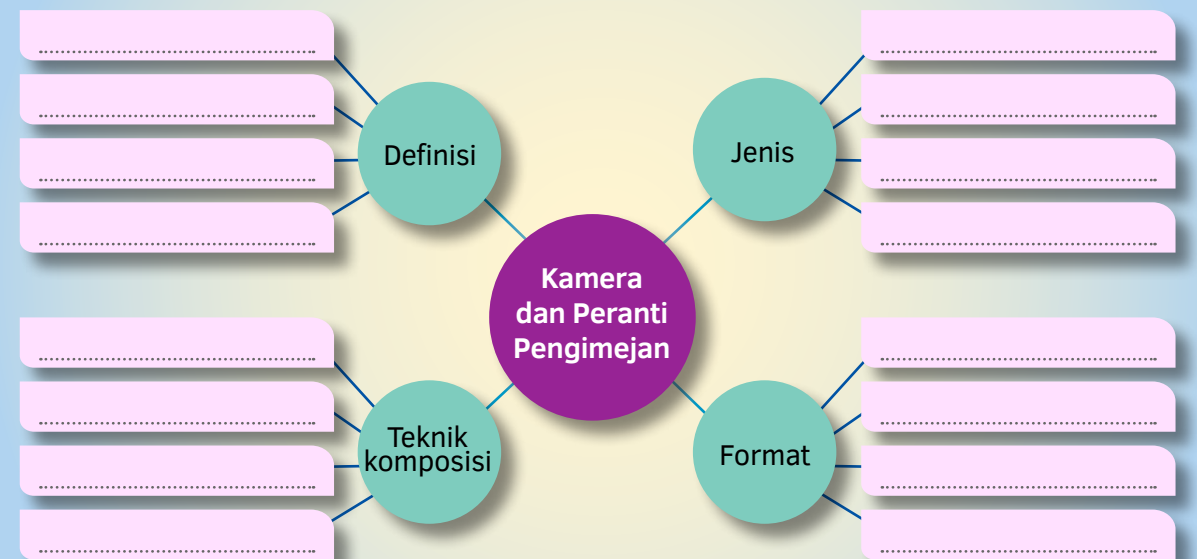 Definisi
Jenis
Kamera
dan Peranti
Pengimejan
Teknik
komposisi
Format